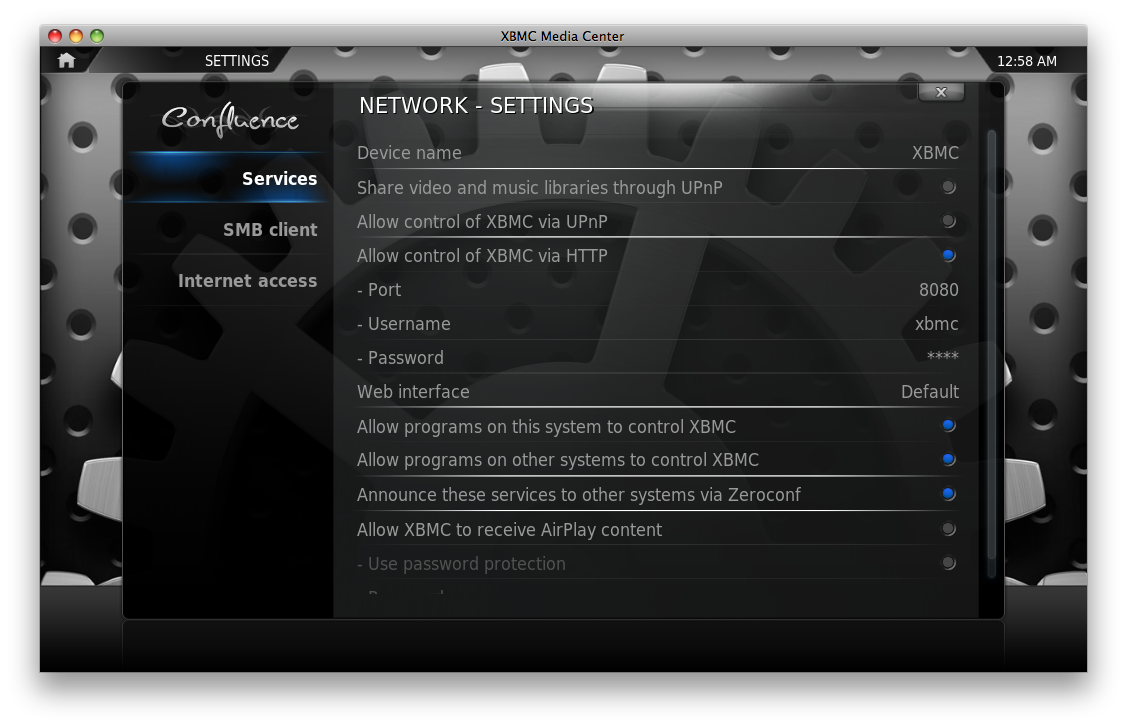 XBMC Media Center
SETTINGS
12:58 AM
Confluence
X
NETWORK - SETTINGS
Services
SMB client
Internet access
Device name XBMC
Share video and music libraries through UPnP
Allow control of XBMC via UPnP
Allow control of XBMC via HTTP
- Port 8080
- Username xbmc
- Password ****
Web interface Default
Allow programs on this system to control XBMC
Allow programs on other systems to control XBMC
Announce these services to other systems via Zeroconf
Allow XBMC to receive AirPlay content
- Use password protection